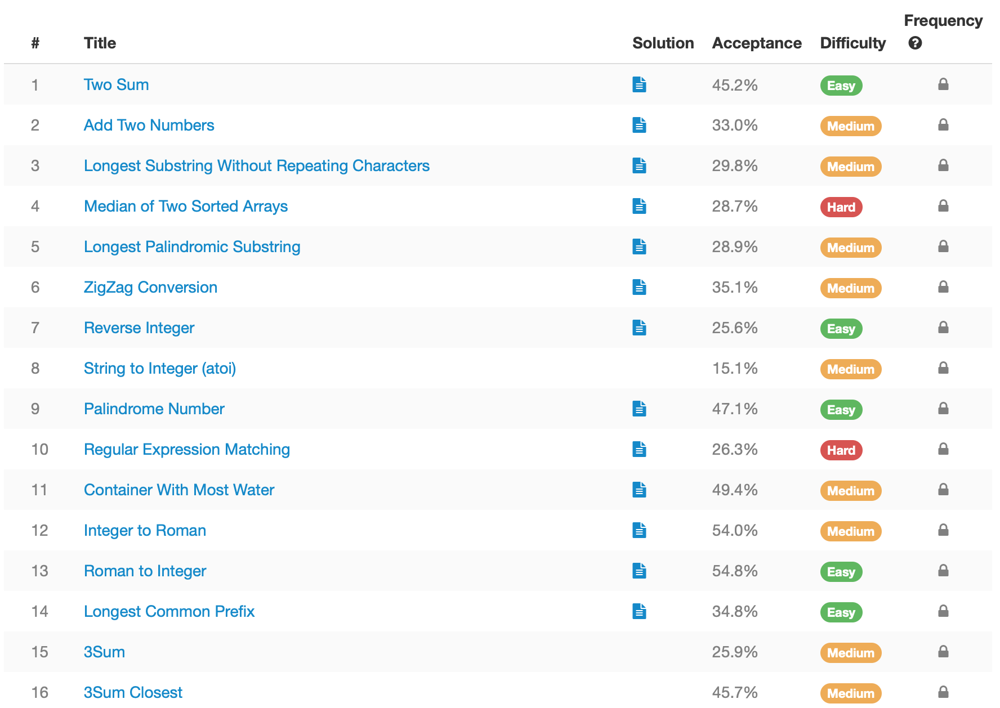 # Title Solution Acceptance Difficulty Frequency ?
1 Two Sum 45.2% Easy
2 Add Two Numbers 33.0% Medium
3 Longest Substring Without Repeating Characters 29.8% Medium
4 Median of Two Sorted Arrays 28.7% Hard
5 Longest Palindromic Substring 28.9% Medium
6 ZigZag Conversion 35.1% Medium
7 Reverse Integer 25.6% Easy
8 String to Integer (atoi) 15.1% Medium
9 Palindrome Number 47.1% Easy
10 Regular Expression Matching 26.3% Hard
11 Container With Most Water 49.4% Medium
12 Integer to Roman 54.0% Medium
13 Roman to Integer 54.8% Easy
14 Longest Common Prefix 34.8% Easy
15 3Sum 25.9% Medium
16 3Sum Closest 45.7% Medium